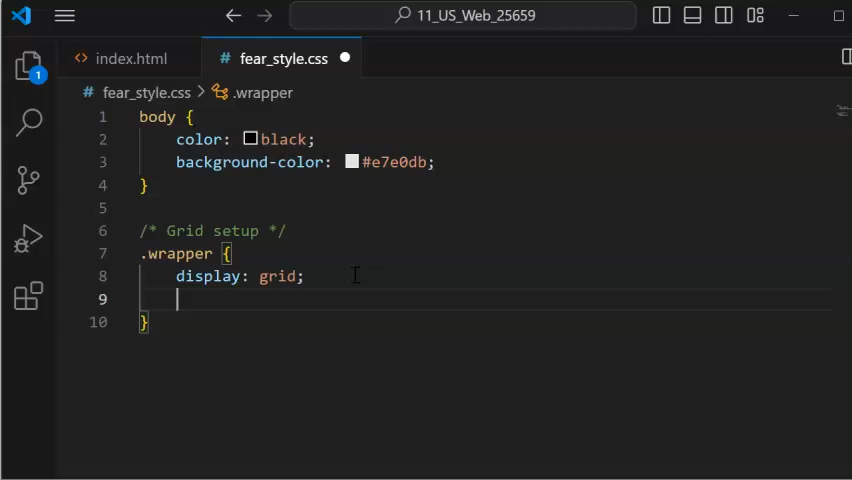 11_US_Web_25659
index.html
# fear_style.css
1
# fear_style.css > .wrapper
1 body {
2 color: black;
3 background-color: #e7e0db;
4 }
5
6 /* Grid setup */
7 .wrapper {
8 display: grid;
9
10 }